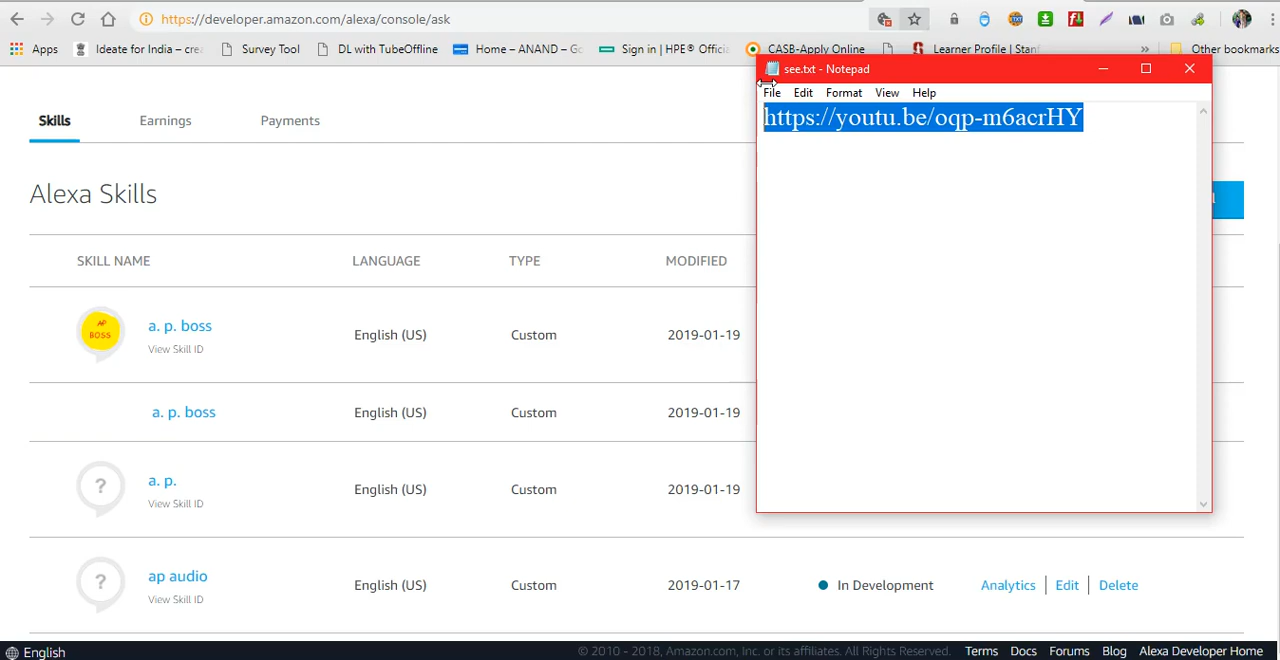 https://developer.amazon.com/alexa/console/ask
Apps Ideate for India – cre Survey Tool DL with TubeOffline Home – ANAND – Go Sign in | HPE® Offici CASB-Apply Online Learner Profile | Stan » Other bookmarks
see.txt - Notepad
File Edit Format View Help
https://youtu.be/oqp-m6acrHY
Skills Earnings Payments
Alexa Skills
SKILL NAME LANGUAGE TYPE MODIFIED
AP BOSS
a. p. boss English (US) Custom 2019-01-19
View Skill ID
a. p. boss English (US) Custom 2019-01-19
? a. p. English (US) Custom 2019-01-19
View Skill ID
? ap audio English (US) Custom 2019-01-17 In Development Analytics Edit Delete
View Skill ID
English © 2010 - 2018, Amazon.com, Inc. or its affiliates. All Rights Reserved. Terms Docs Forums Blog Alexa Developer Home